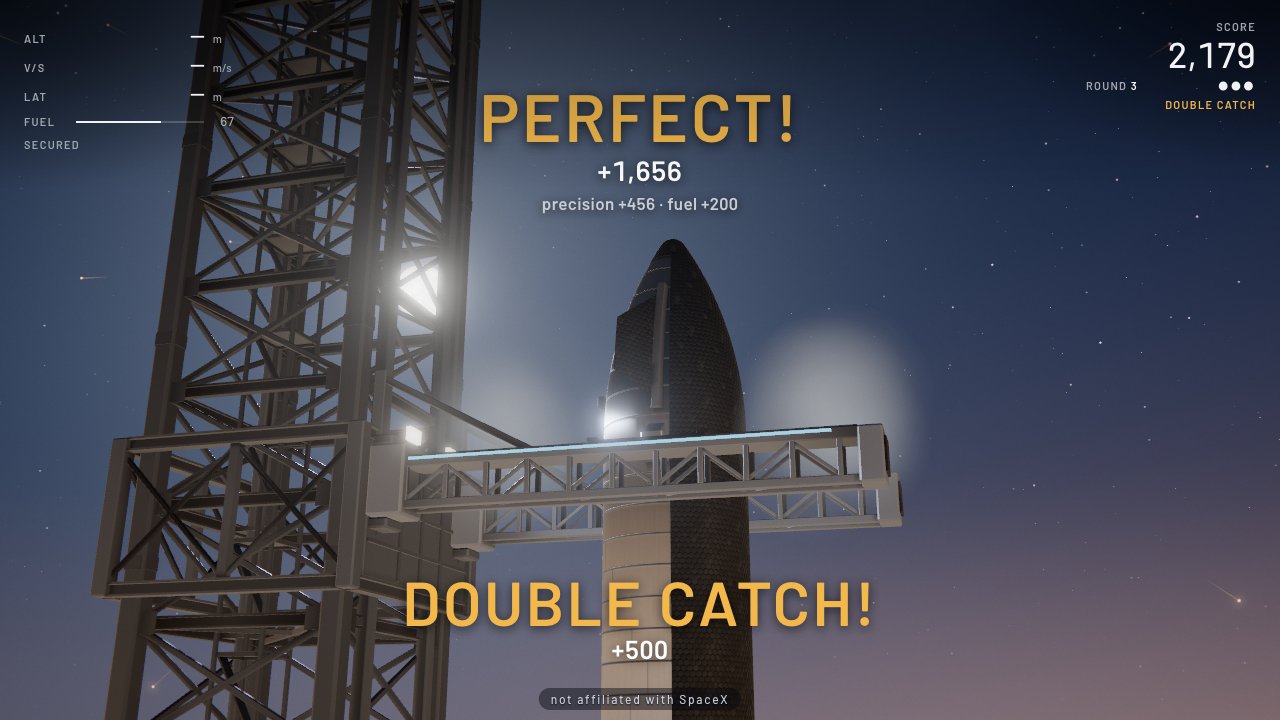 ALT — m
V/S — m/s
LAT — m
FUEL 67
SECURED
SCORE
2,179
ROUND 3
DOUBLE CATCH
PERFECT!
+1,656
precision +456 · fuel +200
DOUBLE CATCH!
+500
not affiliated with SpaceX